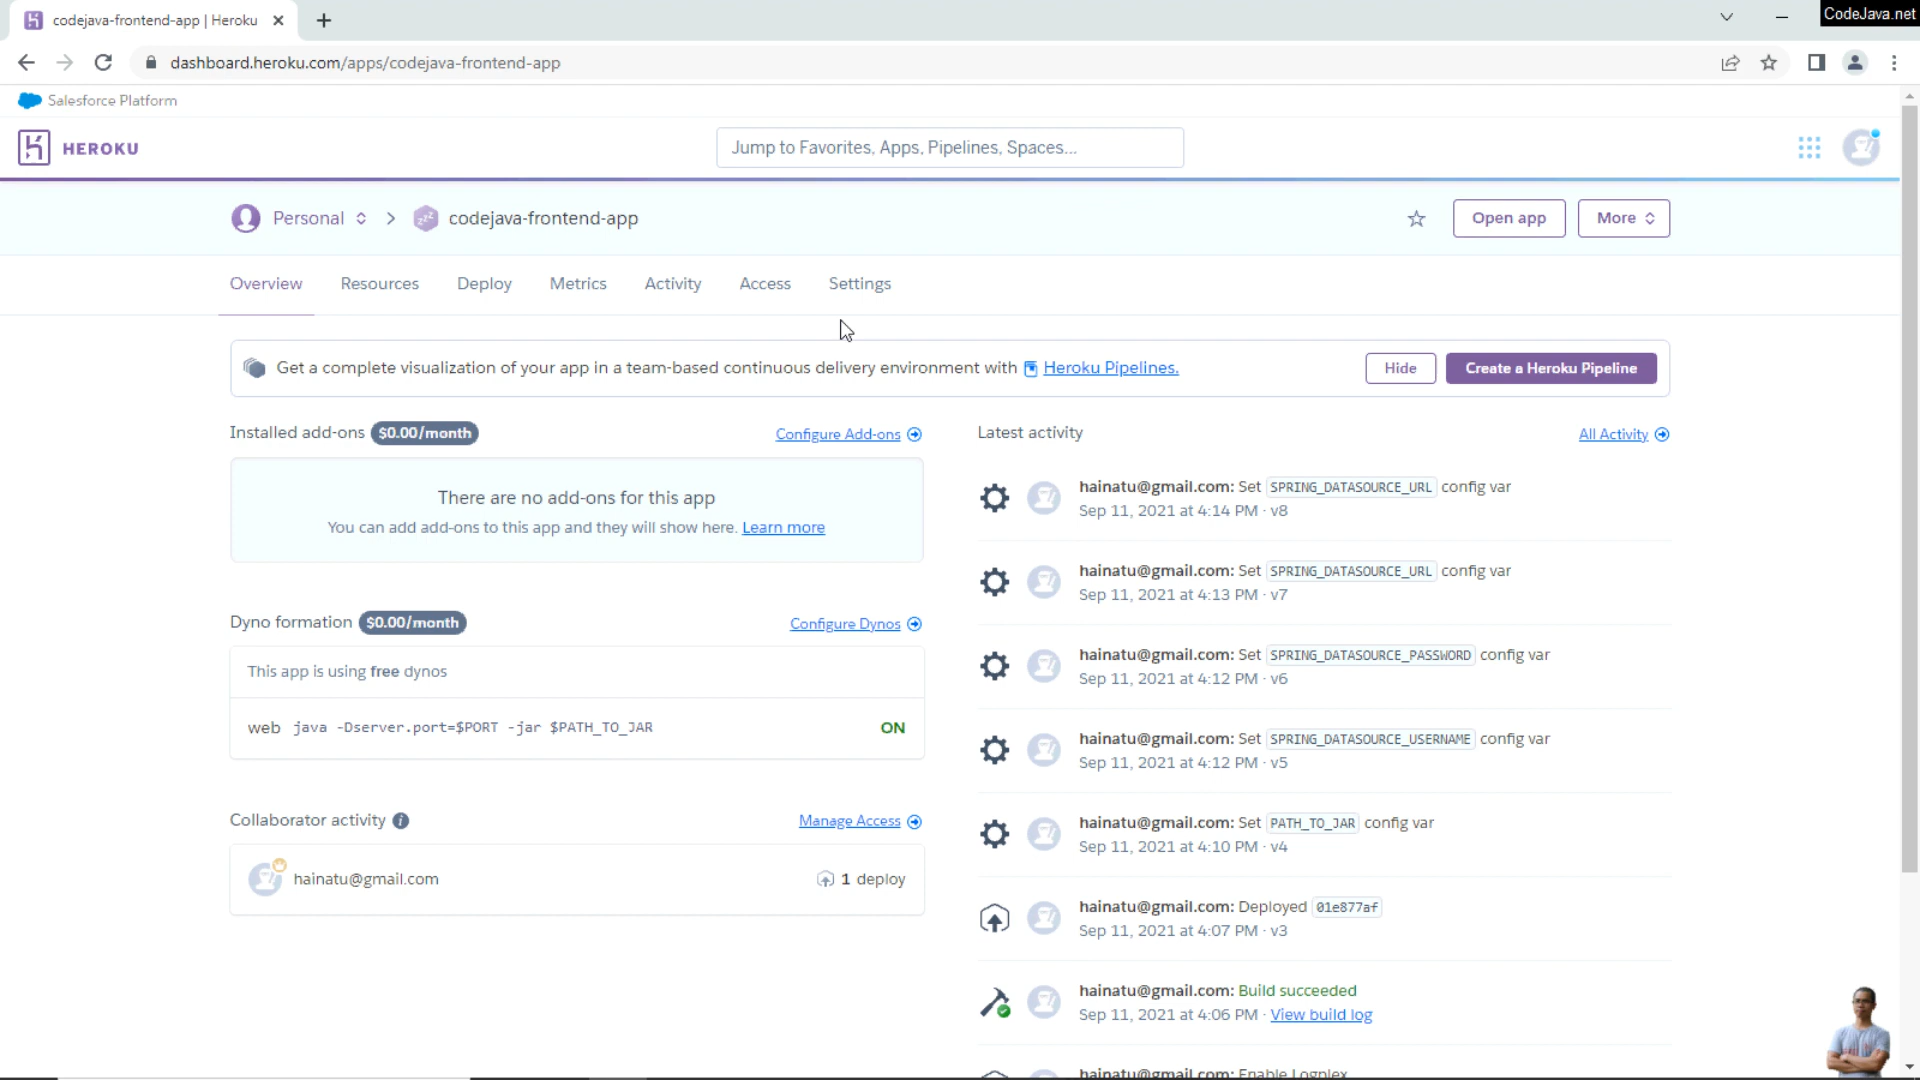 codejava-frontend-app | Heroku
CodeJava.net
dashboard.heroku.com/apps/codejava-frontend-app
Salesforce Platform
HEROKU
Jump to Favorites, Apps, Pipelines, Spaces...
Personal > codejava-frontend-app
Open app
More
Overview
Resources
Deploy
Metrics
Activity
Access
Settings
Get a complete visualization of your app in a team-based continuous delivery environment with Heroku Pipelines.
Hide
Create a Heroku Pipeline
Installed add-ons $0.00/month
Configure Add-ons
There are no add-ons for this app
You can add add-ons to this app and they will show here. Learn more
Dyno formation $0.00/month
Configure Dynos
This app is using free dynos
web java -Dserver.port=$PORT -jar $PATH_TO_JAR
ON
Collaborator activity
Manage Access
hainatu@gmail.com
1 deploy
Latest activity
All Activity
hainatu@gmail.com: Set SPRING_DATASOURCE_URL config var
Sep 11, 2021 at 4:14 PM · v8
hainatu@gmail.com: Set SPRING_DATASOURCE_URL config var
Sep 11, 2021 at 4:13 PM · v7
hainatu@gmail.com: Set SPRING_DATASOURCE_PASSWORD config var
Sep 11, 2021 at 4:12 PM · v6
hainatu@gmail.com: Set SPRING_DATASOURCE_USERNAME config var
Sep 11, 2021 at 4:12 PM · v5
hainatu@gmail.com: Set PATH_TO_JAR config var
Sep 11, 2021 at 4:10 PM · v4
hainatu@gmail.com: Deployed 01e877af
Sep 11, 2021 at 4:07 PM · v3
hainatu@gmail.com: Build succeeded
Sep 11, 2021 at 4:06 PM · View build log
hainatu@gmail.com: Enable Logplex